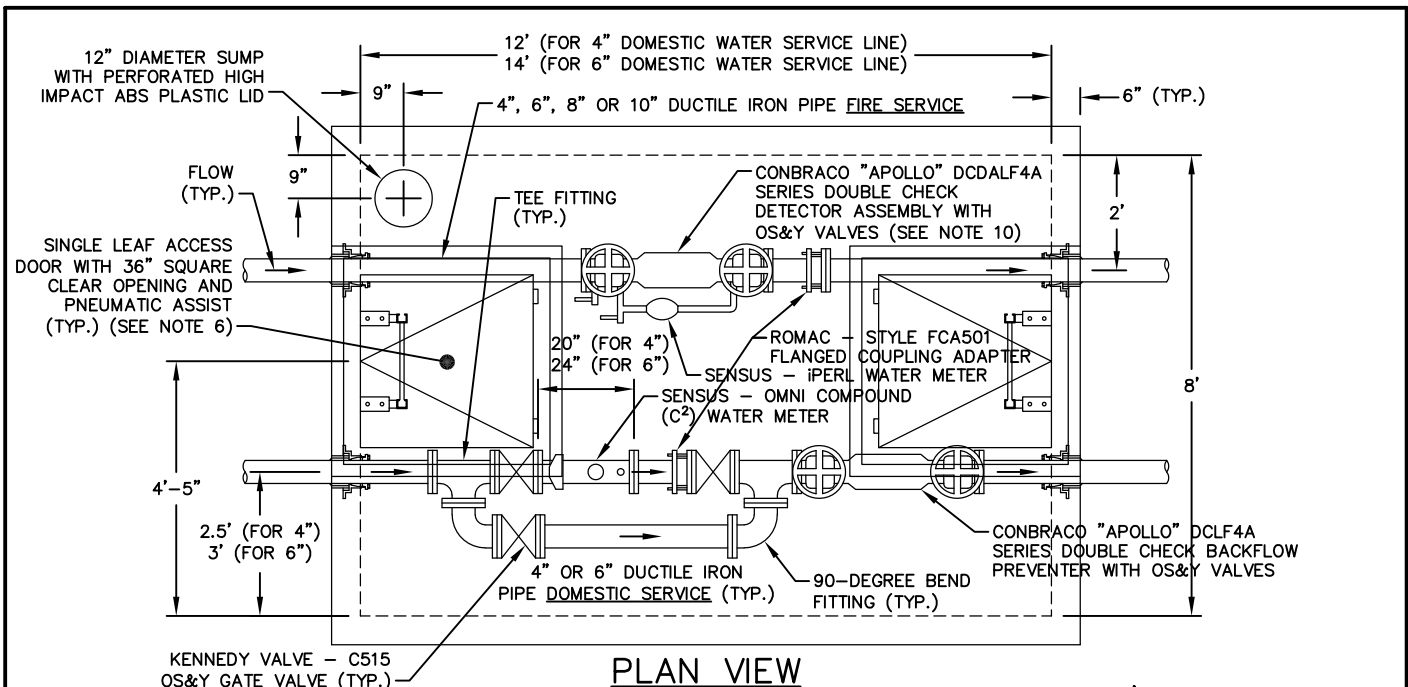 12' (FOR 4" DOMESTIC WATER SERVICE LINE)
14' (FOR 6" DOMESTIC WATER SERVICE LINE)
12" DIAMETER SUMP
WITH PERFORATED HIGH
IMPACT ABS PLASTIC LID
9"
4", 6", 8" OR 10" DUCTILE IRON PIPE FIRE SERVICE
6" (TYP.)
FLOW
(TYP.)
9"
TEE FITTING
(TYP.)
CONBRACO "APOLLO" DCDALF4A
SERIES DOUBLE CHECK
DETECTOR ASSEMBLY WITH
OS&Y VALVES (SEE NOTE 10)
2'
SINGLE LEAF ACCESS
DOOR WITH 36" SQUARE
CLEAR OPENING AND
PNEUMATIC ASSIST
(TYP.) (SEE NOTE 6)
20" (FOR 4")
24" (FOR 6")
ROMAC – STYLE FCA501
FLANGED COUPLING ADAPTER
SENSUS – iPERL WATER METER
SENSUS – OMNI COMPOUND
(C²) WATER METER
8'
4'-5"
2.5' (FOR 4")
3' (FOR 6")
4" OR 6" DUCTILE IRON
PIPE DOMESTIC SERVICE (TYP.)
90-DEGREE BEND
FITTING (TYP.)
CONBRACO "APOLLO" DCLF4A
SERIES DOUBLE CHECK BACKFLOW
PREVENTER WITH OS&Y VALVES
KENNEDY VALVE – C515
OS&Y GATE VALVE (TYP.)
PLAN VIEW